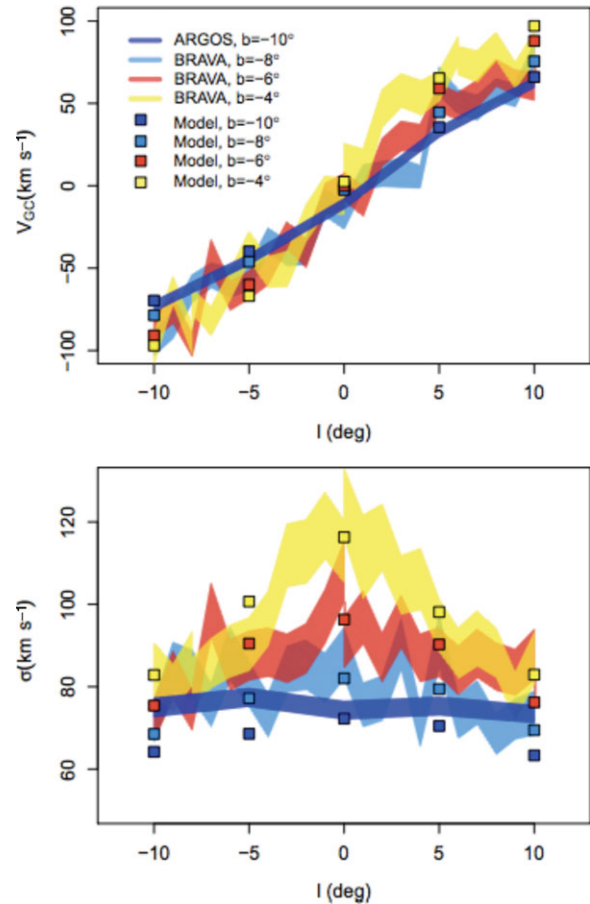 100
50
0
−50
−100
V_GC(km s⁻¹)
ARGOS, b=−10°
BRAVA, b=−8°
BRAVA, b=−6°
BRAVA, b=−4°
Model, b=−10°
Model, b=−8°
Model, b=−6°
Model, b=−4°
−10 −5 0 5 10
l (deg)
120
100
80
60
σ(km s⁻¹)
−10 −5 0 5 10
l (deg)